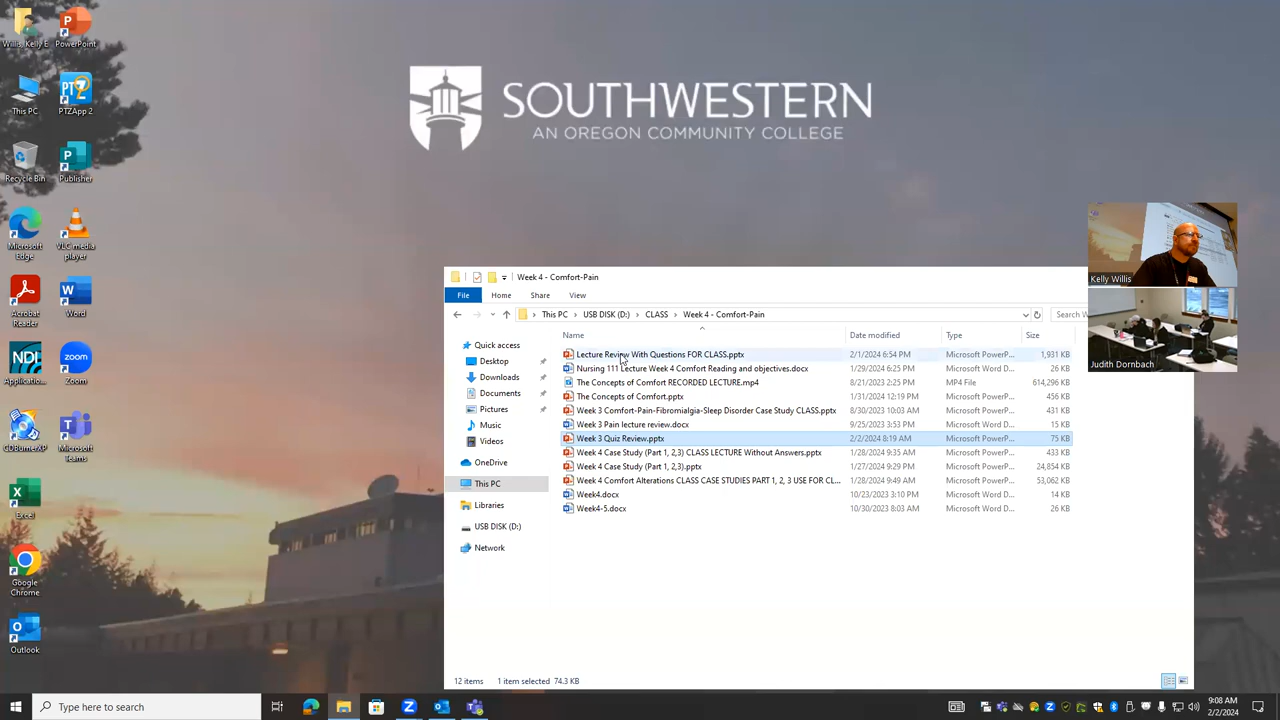 Willis, Kelly E
PowerPoint
This PC
PTZApp 2
Recycle Bin
Publisher
Microsoft Edge
VLC media player
Acrobat Reader
Word
NDI
Application...
Zoom
CDBurnerXP
Microsoft Teams
Excel
Google Chrome
Outlook
SOUTHWESTERN
AN OREGON COMMUNITY COLLEGE
Kelly Willis
Judith Dornbach
Week 4 - Comfort-Pain
File Home Share View
This PC > USB DISK (D:) > CLASS > Week 4 - Comfort-Pain
Search W
Name Date modified Type Size
Quick access
Desktop
Downloads
Documents
Pictures
Music
Videos
OneDrive
This PC
Libraries
USB DISK (D:)
Network
Lecture Review With Questions FOR CLASS.pptx 2/1/2024 6:54 PM Microsoft PowerP... 1,931 KB
Nursing 111 Lecture Week 4 Comfort Reading and objectives.docx 1/29/2024 6:25 PM Microsoft Word D... 26 KB
The Concepts of Comfort RECORDED LECTURE.mp4 8/21/2023 2:25 PM MP4 File 614,296 KB
The Concepts of Comfort.pptx 1/31/2024 12:19 PM Microsoft PowerP... 456 KB
Week 3 Comfort-Pain-Fibromialgia-Sleep Disorder Case Study CLASS.pptx 8/30/2023 10:03 AM Microsoft PowerP... 431 KB
Week 3 Pain lecture review.docx 9/25/2023 3:53 PM Microsoft Word D... 15 KB
Week 3 Quiz Review.pptx 2/2/2024 8:19 AM Microsoft PowerP... 75 KB
Week 4 Case Study (Part 1, 2,3) CLASS LECTURE Without Answers.pptx 1/28/2024 9:35 AM Microsoft PowerP... 433 KB
Week 4 Case Study (Part 1, 2,3).pptx 1/27/2024 9:29 PM Microsoft PowerP... 24,854 KB
Week 4 Comfort Alterations CLASS CASE STUDIES PART 1, 2, 3 USE FOR CL... 1/28/2024 9:49 AM Microsoft PowerP... 53,062 KB
Week4.docx 10/23/2023 3:10 PM Microsoft Word D... 14 KB
Week4-5.docx 10/30/2023 8:03 AM Microsoft Word D... 26 KB
12 items 1 item selected 74.3 KB
Type here to search
9:08 AM
2/2/2024